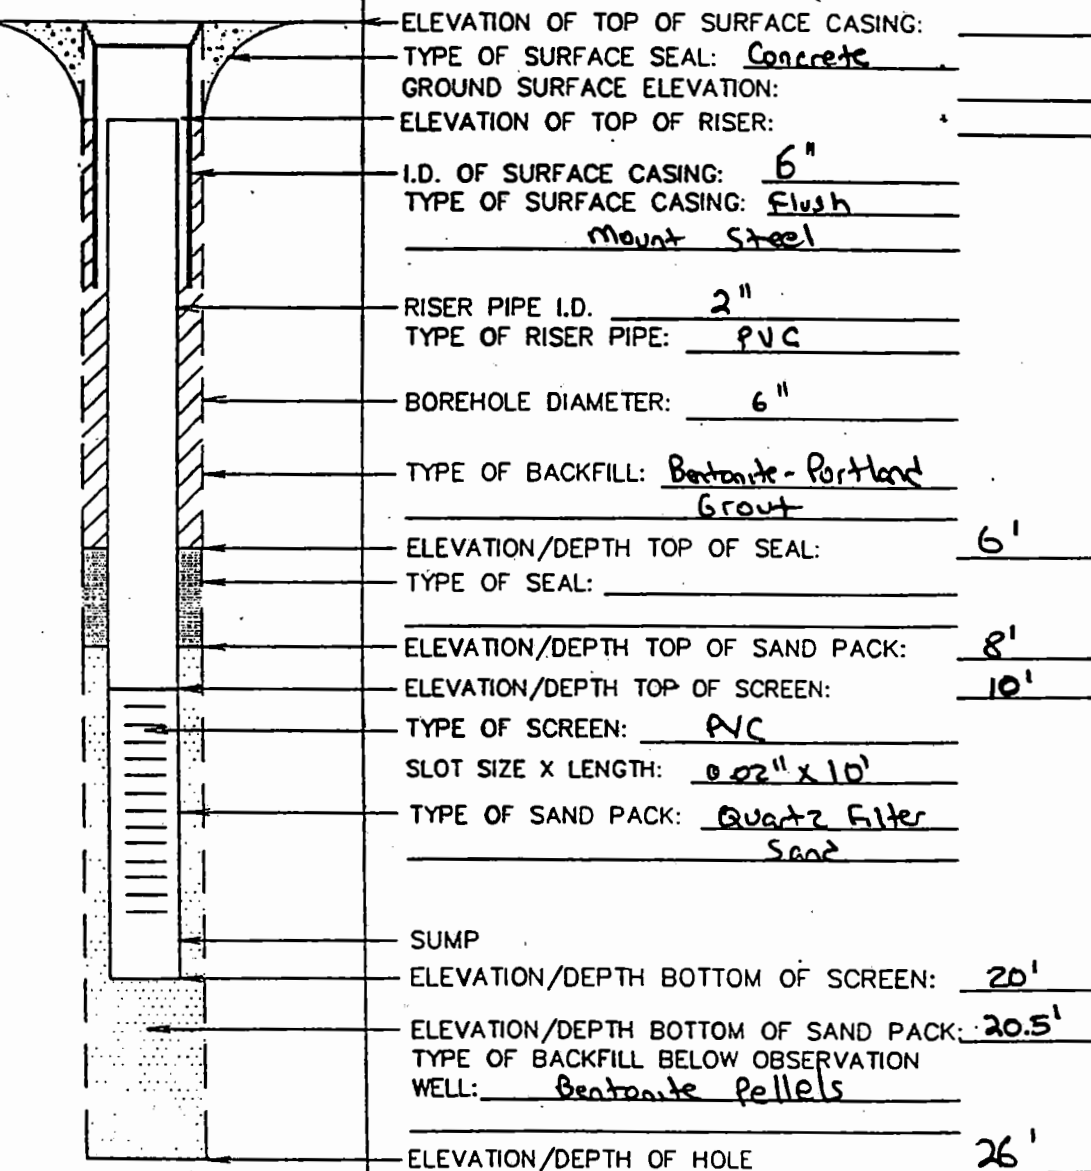 ELEVATION OF TOP OF SURFACE CASING:
TYPE OF SURFACE SEAL: Concrete
GROUND SURFACE ELEVATION:
ELEVATION OF TOP OF RISER:
I.D. OF SURFACE CASING: 6"
TYPE OF SURFACE CASING: Flush
Mount Steel
RISER PIPE I.D. 2"
TYPE OF RISER PIPE: PVC
BOREHOLE DIAMETER: 6"
TYPE OF BACKFILL: Bentonite-Portland
Grout
ELEVATION/DEPTH TOP OF SEAL: 6'
TYPE OF SEAL:
ELEVATION/DEPTH TOP OF SAND PACK: 8'
ELEVATION/DEPTH TOP OF SCREEN: 10'
TYPE OF SCREEN: PVC
SLOT SIZE X LENGTH: 0.02" x 10'
TYPE OF SAND PACK: Quartz Filter
Sand
SUMP
ELEVATION/DEPTH BOTTOM OF SCREEN: 20'
ELEVATION/DEPTH BOTTOM OF SAND PACK: 20.5'
TYPE OF BACKFILL BELOW OBSERVATION
WELL: Bentonite Pellets
ELEVATION/DEPTH OF HOLE 26'